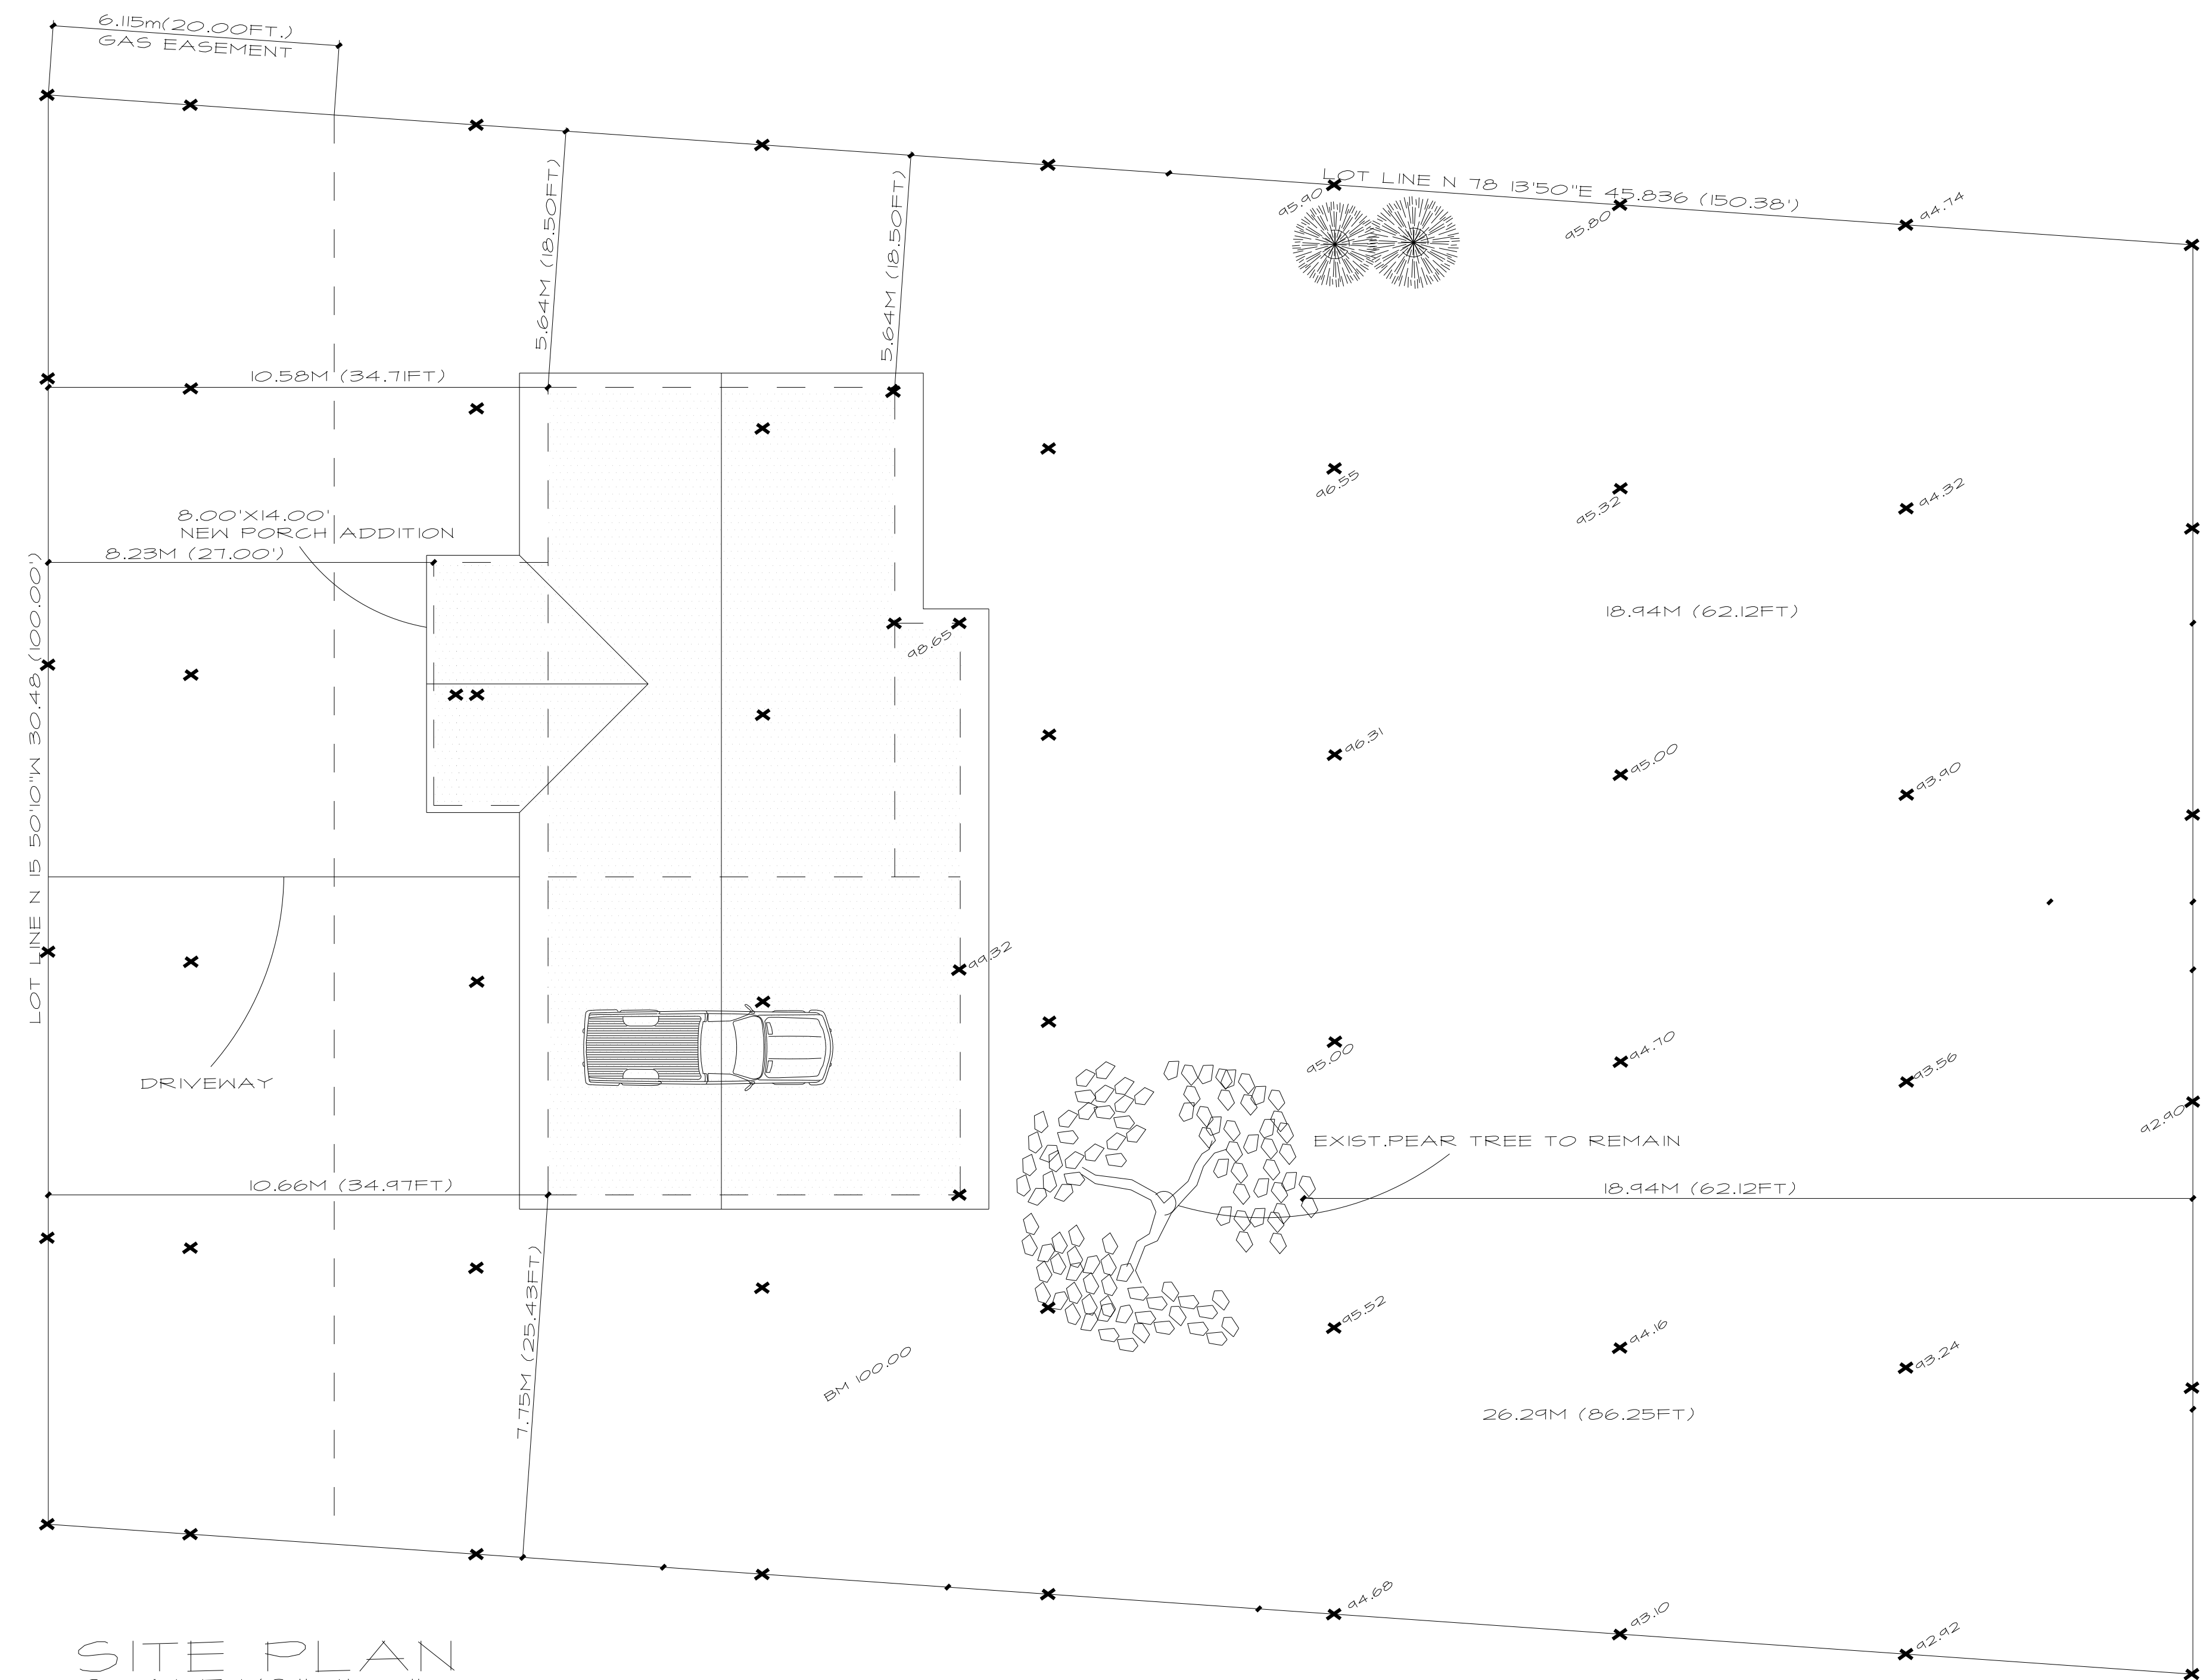 6.115m(20.00FT.)
GAS EASEMENT
LOT LINE N 78 13'50"E 45.836 (150.38')
95.90
95.80
94.74
5.64M (18.50FT)
5.64M (18.50FT)
10.58M (34.71FT)
96.55
95.32
94.32
8.00'X14.00'
NEW PORCH ADDITION
8.23M (27.00')
LOT LINE N 15 50'10"W 30.48 (100.00')
98.65
18.94M (62.12FT)
96.31
95.00
93.90
99.32
DRIVEWAY
95.00
94.70
93.56
92.90
EXIST.PEAR TREE TO REMAIN
10.66M (34.97FT)
18.94M (62.12FT)
7.75M (25.43FT)
95.52
94.16
93.24
BM 100.00
26.29M (86.25FT)
94.68
93.10
92.92
SITE PLAN